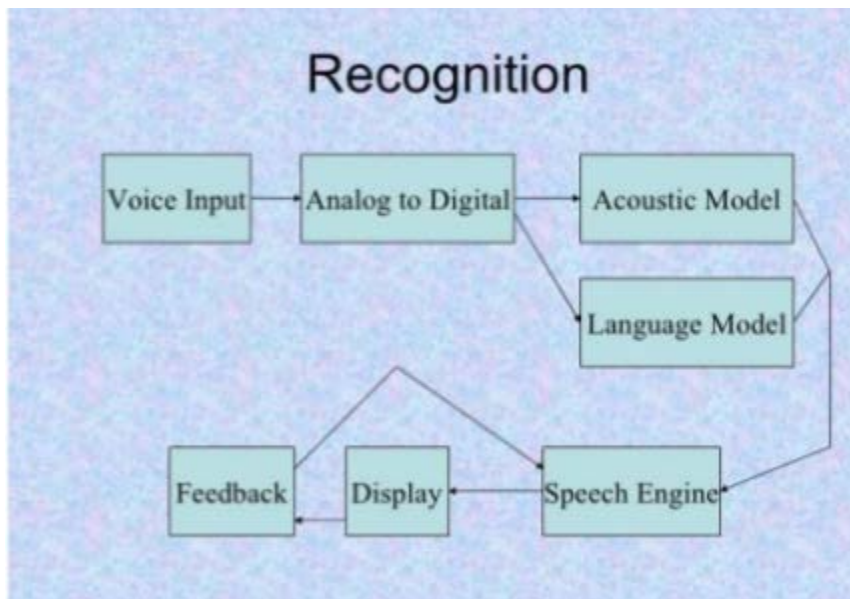 Recognition
Voice Input
Analog to Digital
Acoustic Model
Language Model
Feedback
Display
Speech Engine